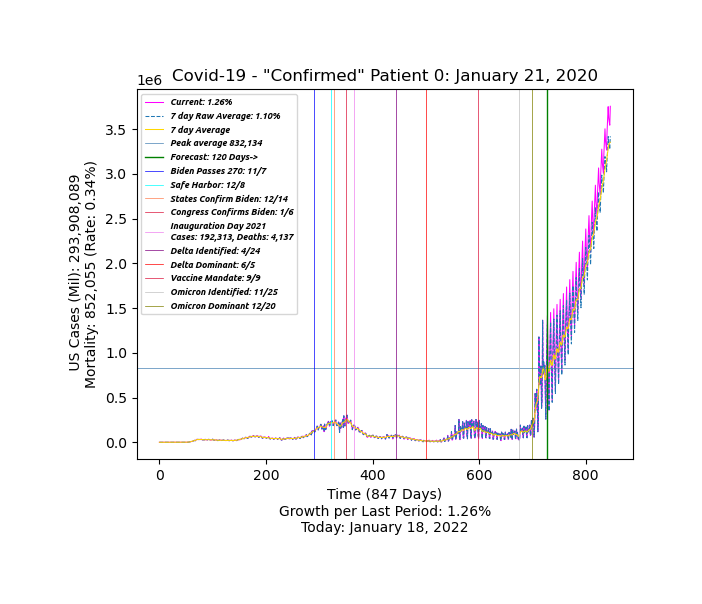 Covid-19 - "Confirmed" Patient 0: January 21, 2020
1e6
Current: 1.26%
7 day Raw Average: 1.10%
7 day Average
Peak average 832,134
Forecast: 120 Days->
Biden Passes 270: 11/7
Safe Harbor: 12/8
States Confirm Biden: 12/14
Congress Confirms Biden: 1/6
Inauguration Day 2021
Cases: 192,313, Deaths: 4,137
Delta Identified: 4/24
Delta Dominant: 6/5
Vaccine Mandate: 9/9
Omicron Identified: 11/25
Omicron Dominant 12/20
US Cases (Mil): 293,908,089
Mortality: 852,055 (Rate: 0.34%)
3.5
3.0
2.5
2.0
1.5
1.0
0.5
0.0
0 200 400 600 800
Time (847 Days)
Growth per Last Period: 1.26%
Today: January 18, 2022